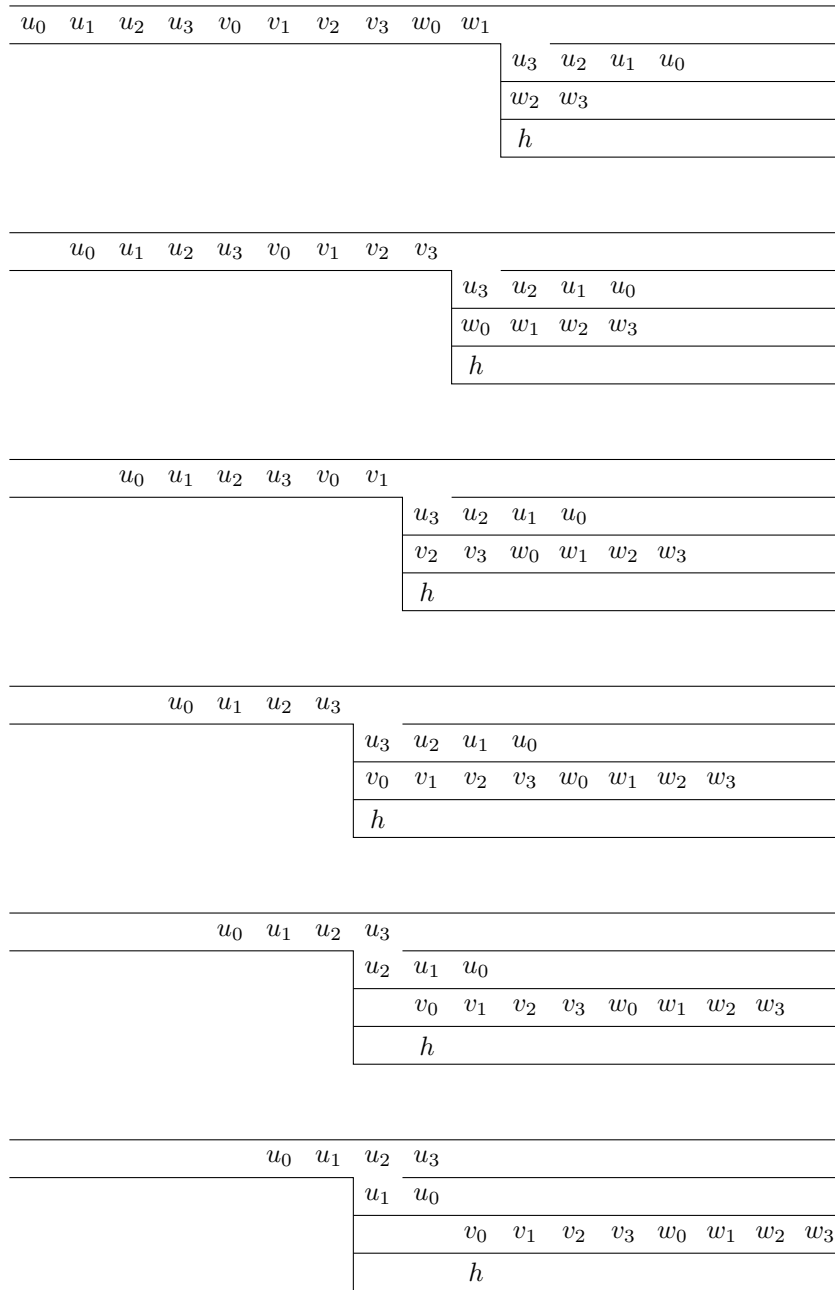 u₀ u₁ u₂ u₃ v₀ v₁ v₂ v₃ w₀ w₁
u₃ u₂ u₁ u₀
w₂ w₃
h
u₀ u₁ u₂ u₃ v₀ v₁ v₂ v₃
u₃ u₂ u₁ u₀
w₀ w₁ w₂ w₃
h
u₀ u₁ u₂ u₃ v₀ v₁
u₃ u₂ u₁ u₀
v₂ v₃ w₀ w₁ w₂ w₃
h
u₀ u₁ u₂ u₃
u₃ u₂ u₁ u₀
v₀ v₁ v₂ v₃ w₀ w₁ w₂ w₃
h
u₀ u₁ u₂ u₃
u₂ u₁ u₀
v₀ v₁ v₂ v₃ w₀ w₁ w₂ w₃
h
u₀ u₁ u₂ u₃
u₁ u₀
v₀ v₁ v₂ v₃ w₀ w₁ w₂ w₃
h